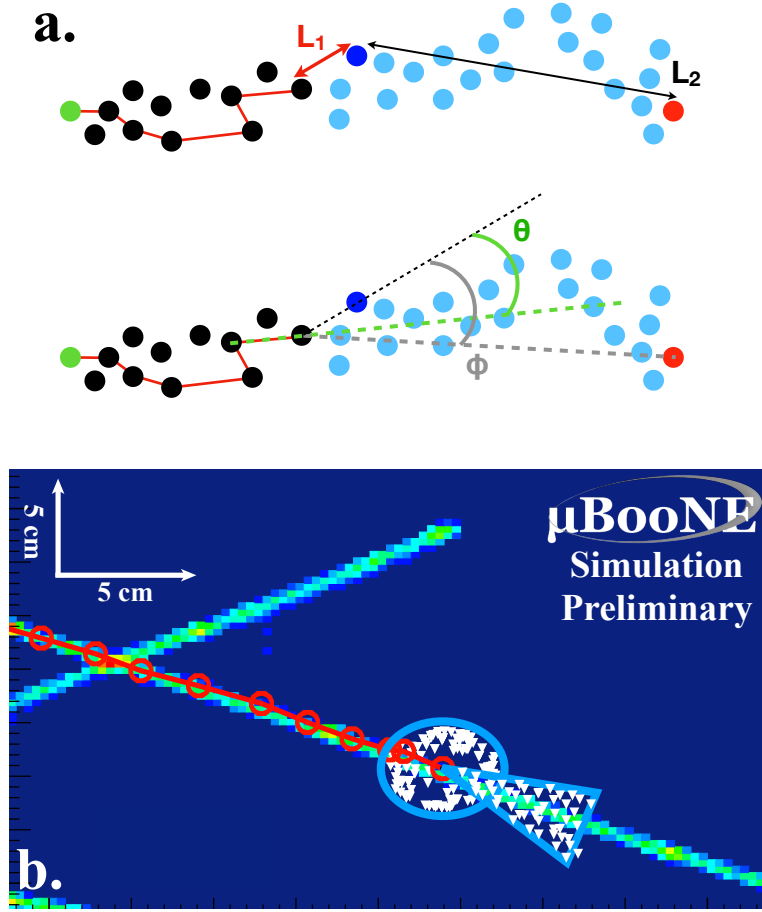 a.
L1
L2
θ
ϕ
5 cm
5 cm
μBooNE
Simulation
Preliminary
b.